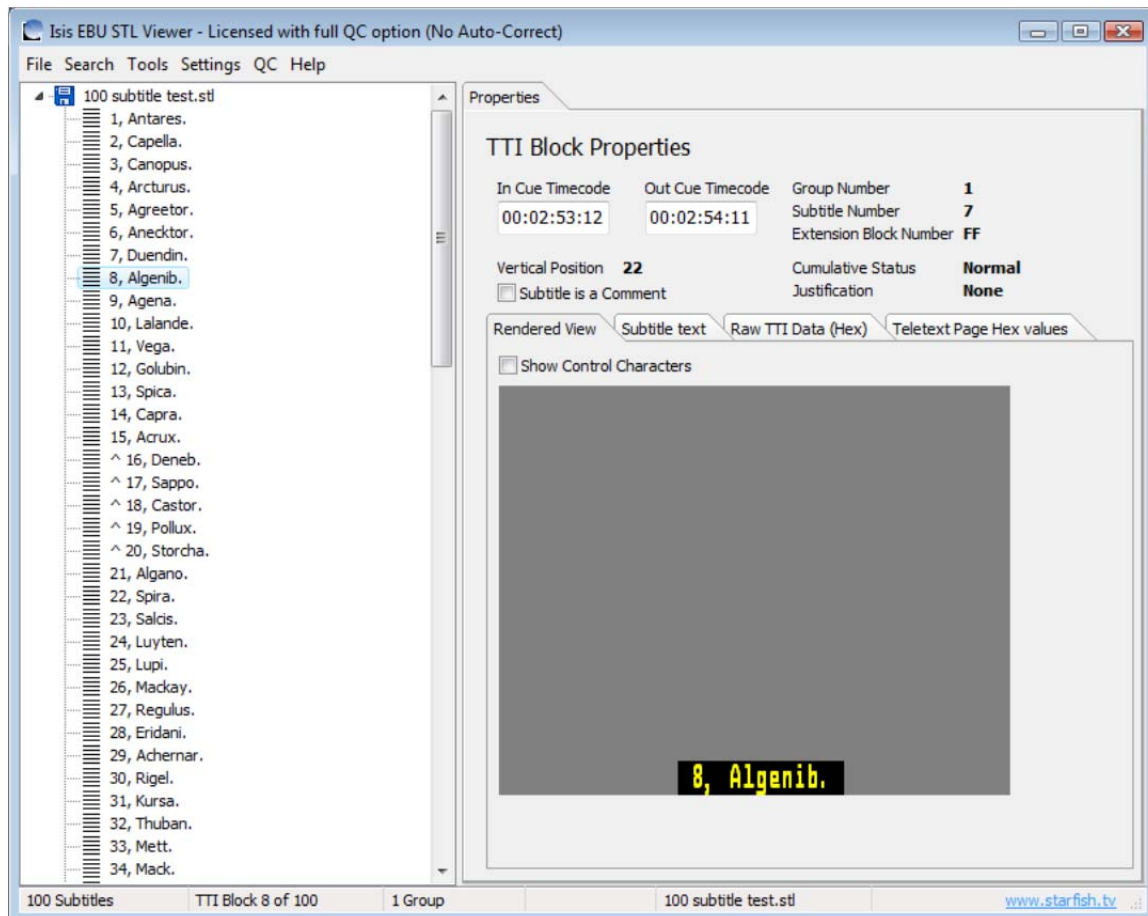 Isis EBU STL Viewer - Licensed with full QC option (No Auto-Correct)
File Search Tools Settings QC Help
100 subtitle test.stl
1, Antares.
2, Capella.
3, Canopus.
4, Arcturus.
5, Agreetor.
6, Anecktor.
7, Duendin.
8, Algenib.
9, Agena.
10, Lalande.
11, Vega.
12, Golubin.
13, Spica.
14, Capra.
15, Acrux.
^ 16, Deneb.
^ 17, Sappo.
^ 18, Castor.
^ 19, Pollux.
^ 20, Storcha.
21, Algano.
22, Spira.
23, Salcis.
24, Luyten.
25, Lupi.
26, Mackay.
27, Regulus.
28, Eridani.
29, Achernar.
30, Rigel.
31, Kursa.
32, Thuban.
33, Mett.
34, Mack.
Properties
TTI Block Properties
In Cue Timecode Out Cue Timecode
00:02:53:12 00:02:54:11
Group Number 1
Subtitle Number 7
Extension Block Number FF
Vertical Position 22
Subtitle is a Comment
Cumulative Status Normal
Justification None
Rendered View Subtitle text Raw TTI Data (Hex) Teletext Page Hex values
Show Control Characters
8, Algenib.
100 Subtitles TTI Block 8 of 100 1 Group 100 subtitle test.stl www.starfish.tv